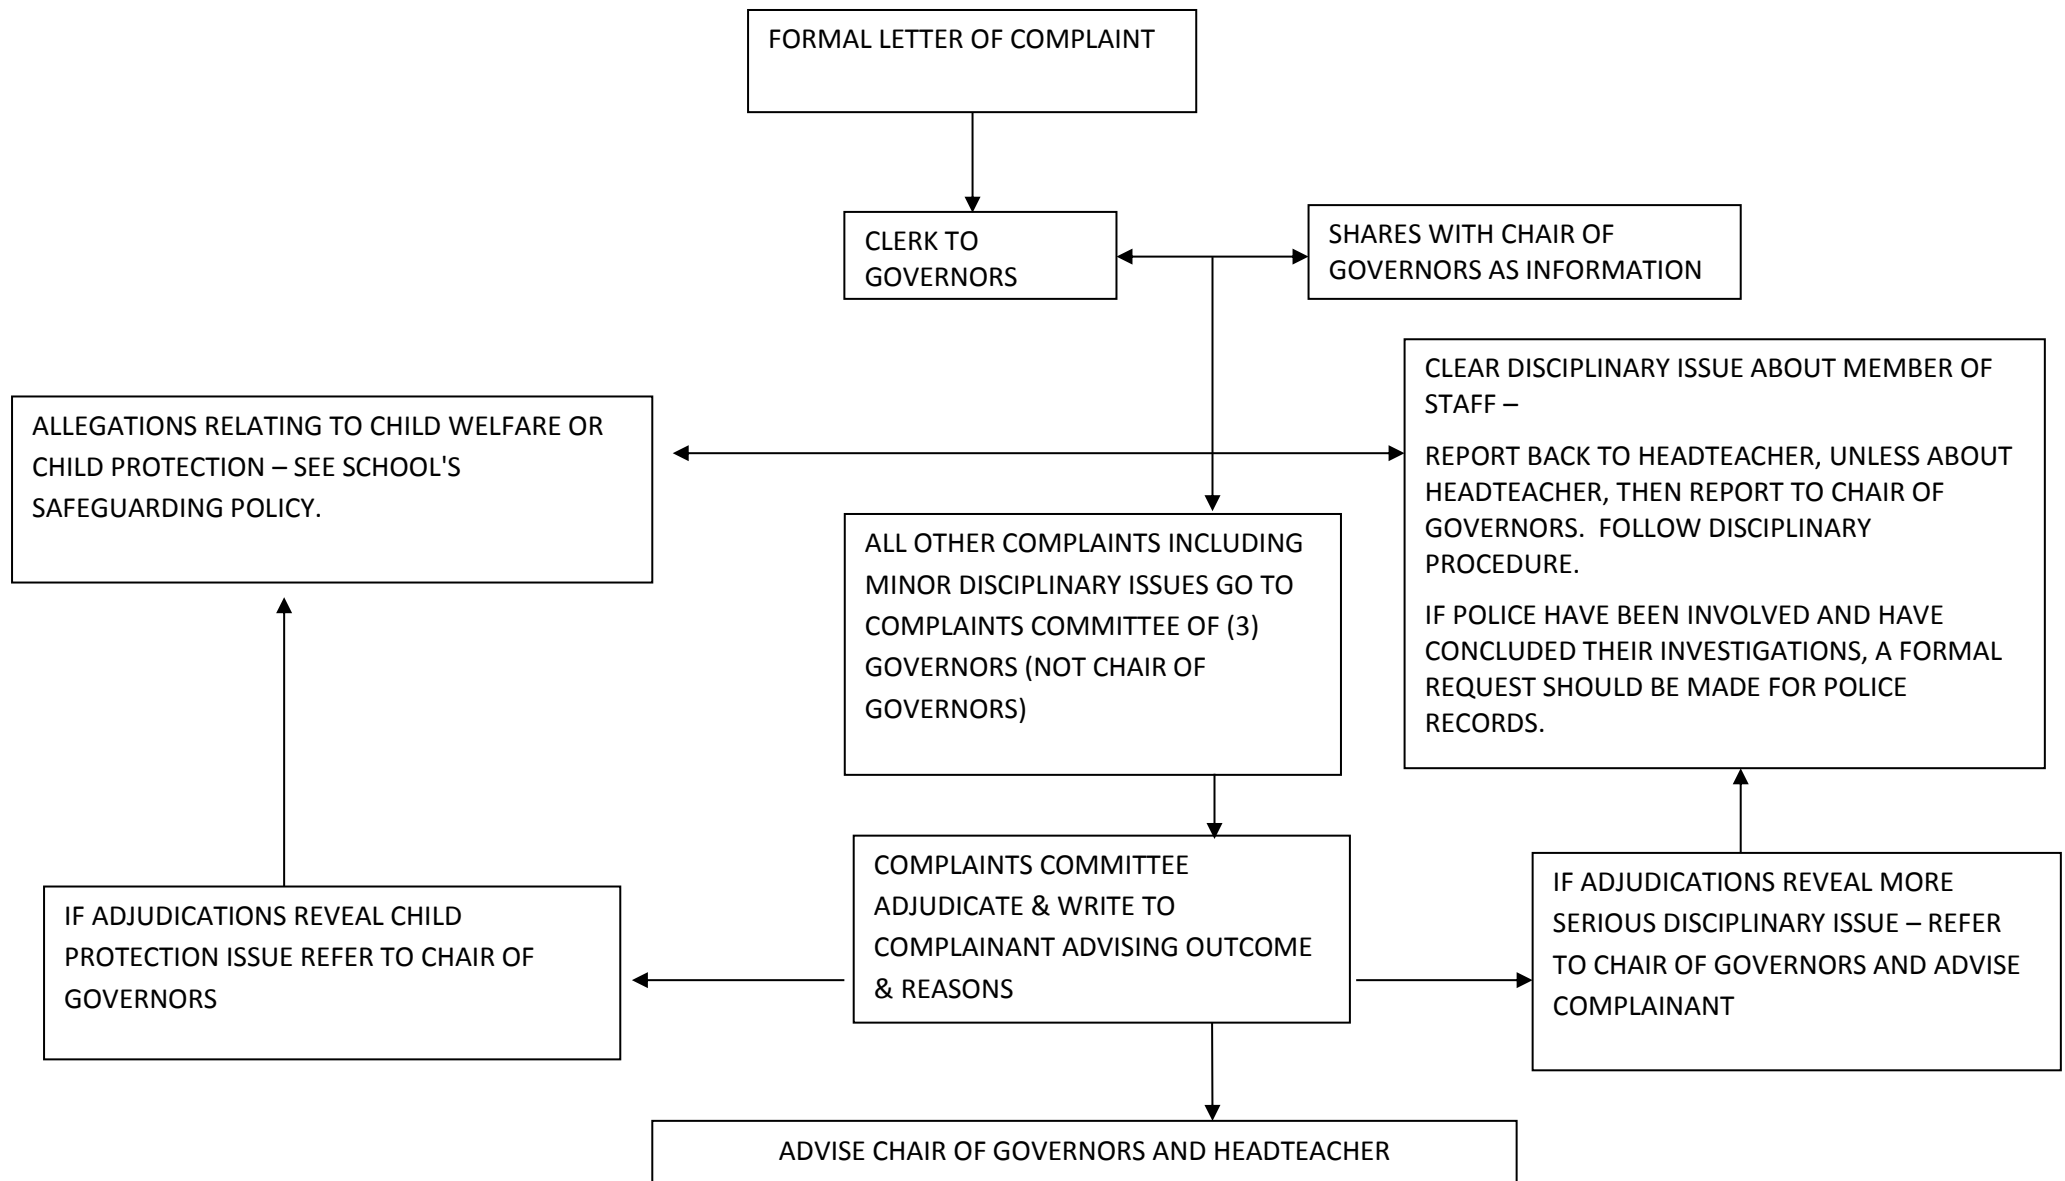 FORMAL LETTER OF COMPLAINT
CLERK TO
GOVERNORS
SHARES WITH CHAIR OF
GOVERNORS AS INFORMATION
ALLEGATIONS RELATING TO CHILD WELFARE OR
CHILD PROTECTION – SEE SCHOOL'S
SAFEGUARDING POLICY.
ALL OTHER COMPLAINTS INCLUDING
MINOR DISCIPLINARY ISSUES GO TO
COMPLAINTS COMMITTEE OF (3)
GOVERNORS (NOT CHAIR OF
GOVERNORS)
CLEAR DISCIPLINARY ISSUE ABOUT MEMBER OF
STAFF –
REPORT BACK TO HEADTEACHER, UNLESS ABOUT
HEADTEACHER, THEN REPORT TO CHAIR OF
GOVERNORS.  FOLLOW DISCIPLINARY
PROCEDURE.
IF POLICE HAVE BEEN INVOLVED AND HAVE
CONCLUDED THEIR INVESTIGATIONS, A FORMAL
REQUEST SHOULD BE MADE FOR POLICE
RECORDS.
IF ADJUDICATIONS REVEAL CHILD
PROTECTION ISSUE REFER TO CHAIR OF
GOVERNORS
COMPLAINTS COMMITTEE
ADJUDICATE & WRITE TO
COMPLAINANT ADVISING OUTCOME
& REASONS
IF ADJUDICATIONS REVEAL MORE
SERIOUS DISCIPLINARY ISSUE – REFER
TO CHAIR OF GOVERNORS AND ADVISE
COMPLAINANT
ADVISE CHAIR OF GOVERNORS AND HEADTEACHER